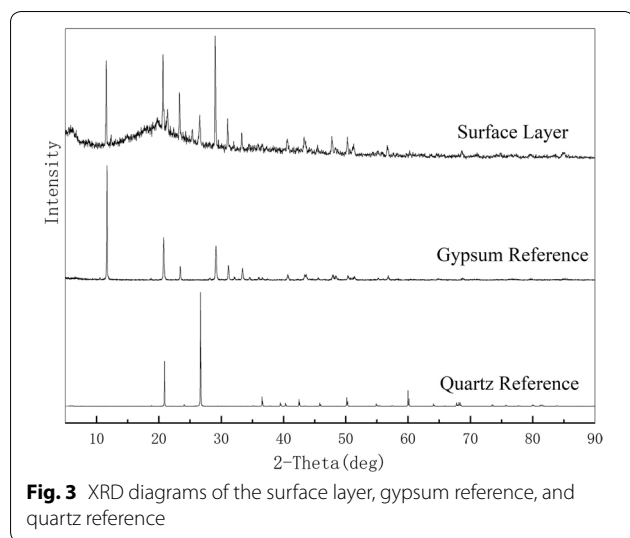 Surface Layer
Intensity
Gypsum Reference
Quartz Reference
10 20 30 40 50 60 70 80 90
2-Theta(deg)
Fig. 3 XRD diagrams of the surface layer, gypsum reference, and
quartz reference